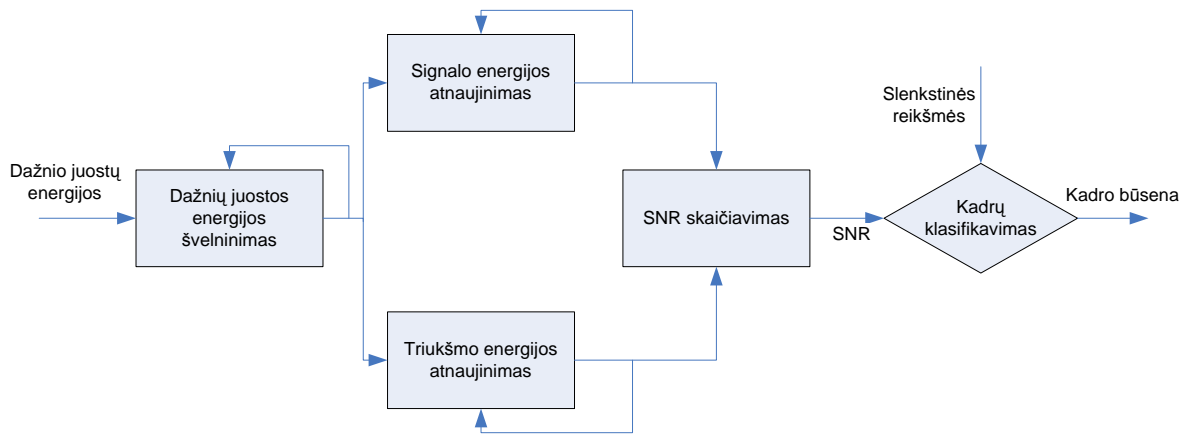 Dažnio juostų
energijos
Dažnių juostos
energijos
švelninimas
Signalo energijos
atnaujinimas
Triukšmo energijos
atnaujinimas
SNR skaičiavimas
SNR
Slenkstinės
reikšmės
Kadrų
klasifikavimas
Kadro būsena